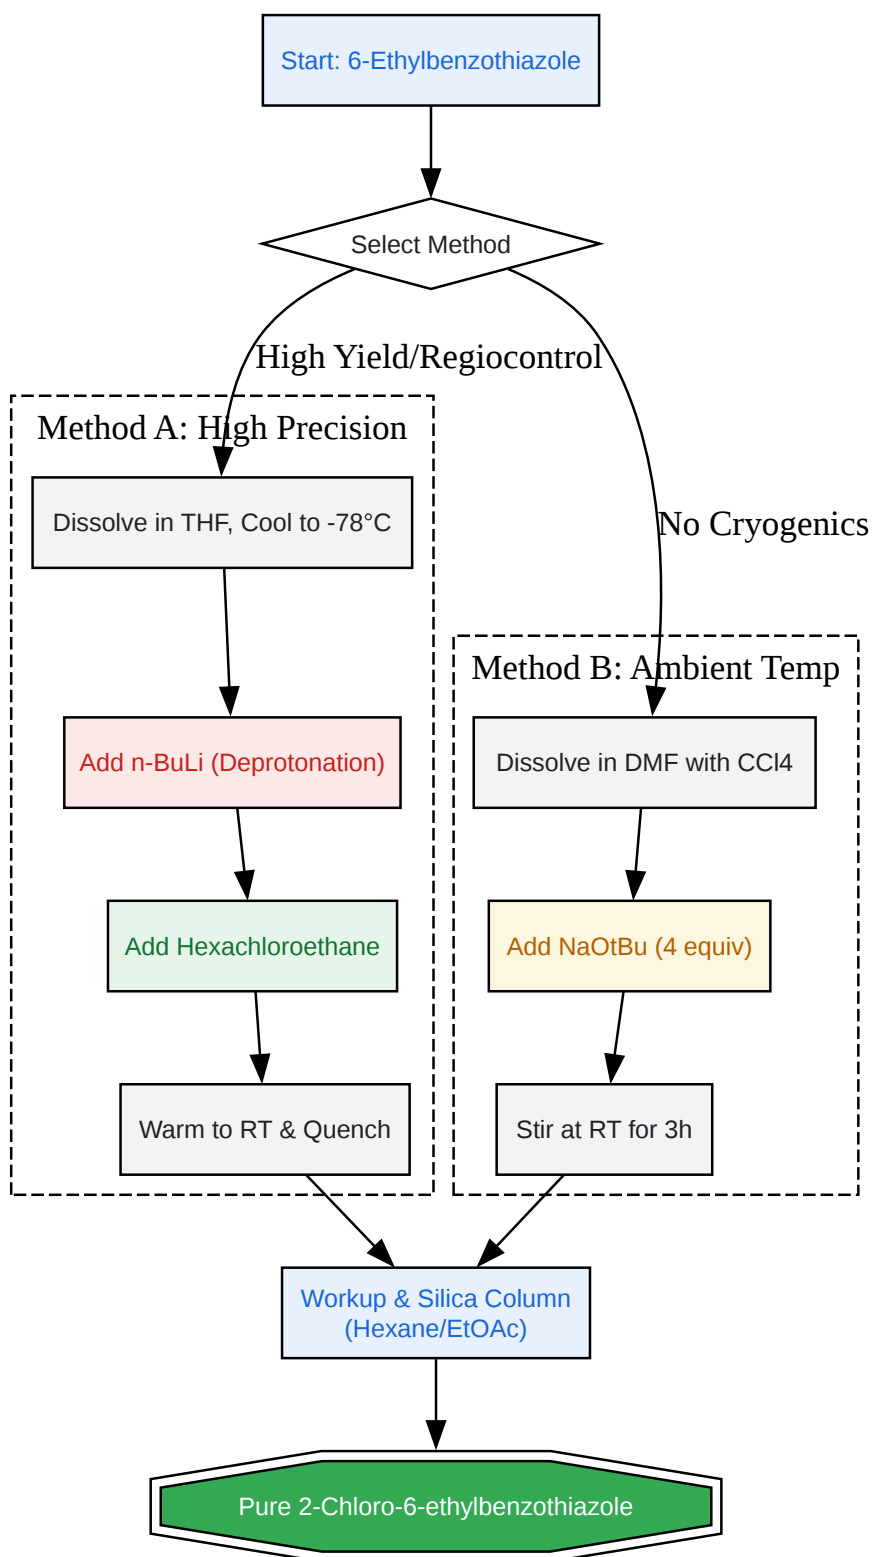 Start: 6-Ethylbenzothiazole
Select Method
High Yield/Regiocontrol
No Cryogenics
Method A: High Precision
Dissolve in THF, Cool to -78°C
Add n-BuLi (Deprotonation)
Add Hexachloroethane
Warm to RT & Quench
Method B: Ambient Temp
Dissolve in DMF with CCl4
Add NaOtBu (4 equiv)
Stir at RT for 3h
Workup & Silica Column
(Hexane/EtOAc)
Pure 2-Chloro-6-ethylbenzothiazole